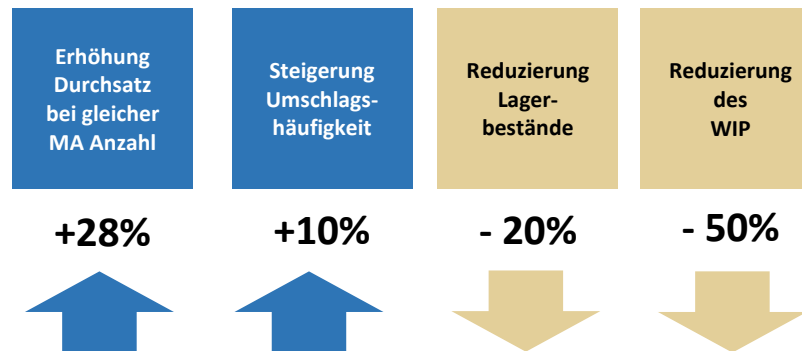 Erhöhung
Durchsatz
bei gleicher
MA Anzahl
Steigerung
Umschlags-
häufigkeit
Reduzierung
Lager-
bestände
Reduzierung
des
WIP
+28%
+10%
- 20%
- 50%